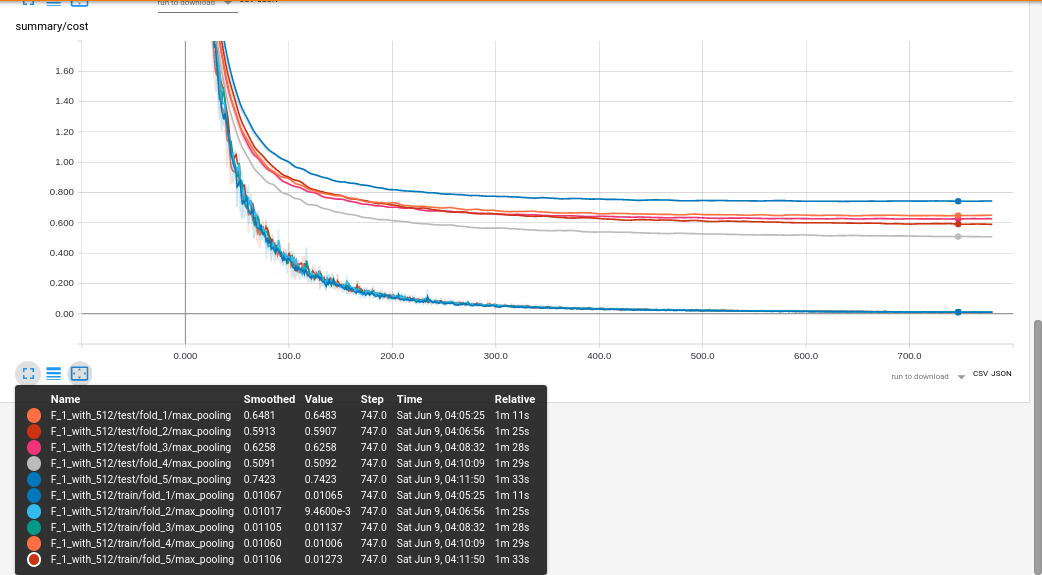 run to download CSV JSON
summary/cost
1.60
1.40
1.20
1.00
0.800
0.600
0.400
0.200
0.00
0.000 100.0 200.0 300.0 400.0 500.0 600.0 700.0
run to download CSV JSON
Name Smoothed Value Step Time Relative
F_1_with_512/test/fold_1/max_pooling 0.6481 0.6483 747.0 Sat Jun 9, 04:05:25 1m 11s
F_1_with_512/test/fold_2/max_pooling 0.5913 0.5907 747.0 Sat Jun 9, 04:06:56 1m 25s
F_1_with_512/test/fold_3/max_pooling 0.6258 0.6258 747.0 Sat Jun 9, 04:08:32 1m 28s
F_1_with_512/test/fold_4/max_pooling 0.5091 0.5092 747.0 Sat Jun 9, 04:10:09 1m 29s
F_1_with_512/test/fold_5/max_pooling 0.7423 0.7423 747.0 Sat Jun 9, 04:11:50 1m 33s
F_1_with_512/train/fold_1/max_pooling 0.01067 0.01065 747.0 Sat Jun 9, 04:05:25 1m 11s
F_1_with_512/train/fold_2/max_pooling 0.01017 9.4600e-3 747.0 Sat Jun 9, 04:06:56 1m 25s
F_1_with_512/train/fold_3/max_pooling 0.01105 0.01137 747.0 Sat Jun 9, 04:08:32 1m 28s
F_1_with_512/train/fold_4/max_pooling 0.01060 0.01006 747.0 Sat Jun 9, 04:10:09 1m 29s
F_1_with_512/train/fold_5/max_pooling 0.01106 0.01273 747.0 Sat Jun 9, 04:11:50 1m 33s